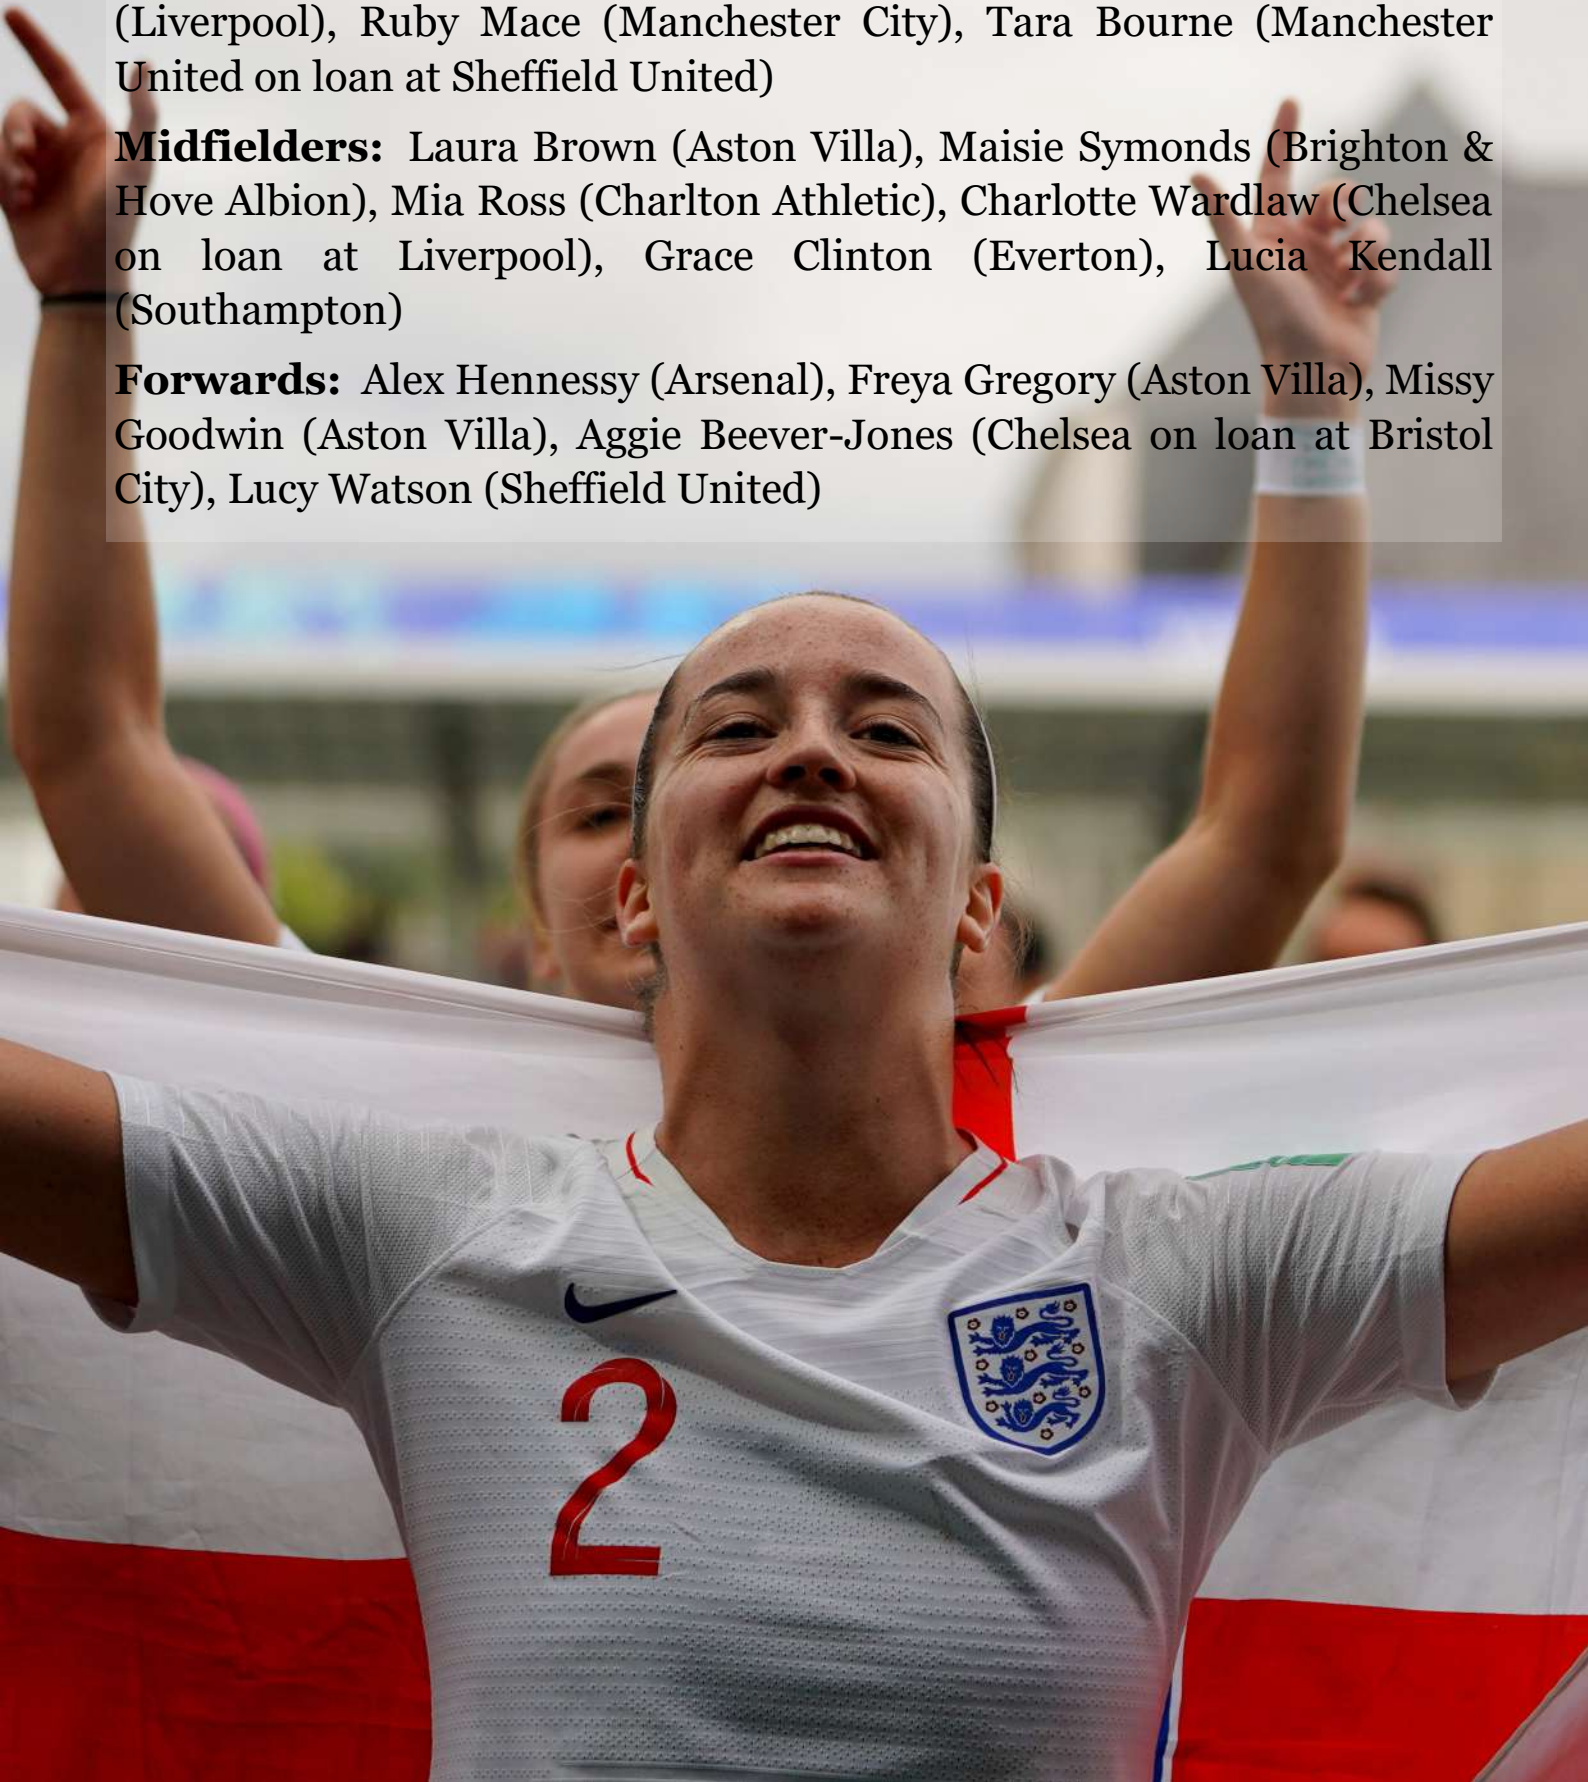 (Liverpool), Ruby Mace (Manchester City), Tara Bourne (Manchester
United on loan at Sheffield United)
Midfielders: Laura Brown (Aston Villa), Maisie Symonds (Brighton &
Hove Albion), Mia Ross (Charlton Athletic), Charlotte Wardlaw (Chelsea
on loan at Liverpool), Grace Clinton (Everton), Lucia Kendall
(Southampton)
Forwards: Alex Hennessy (Arsenal), Freya Gregory (Aston Villa), Missy
Goodwin (Aston Villa), Aggie Beever-Jones (Chelsea on loan at Bristol
City), Lucy Watson (Sheffield United)
2